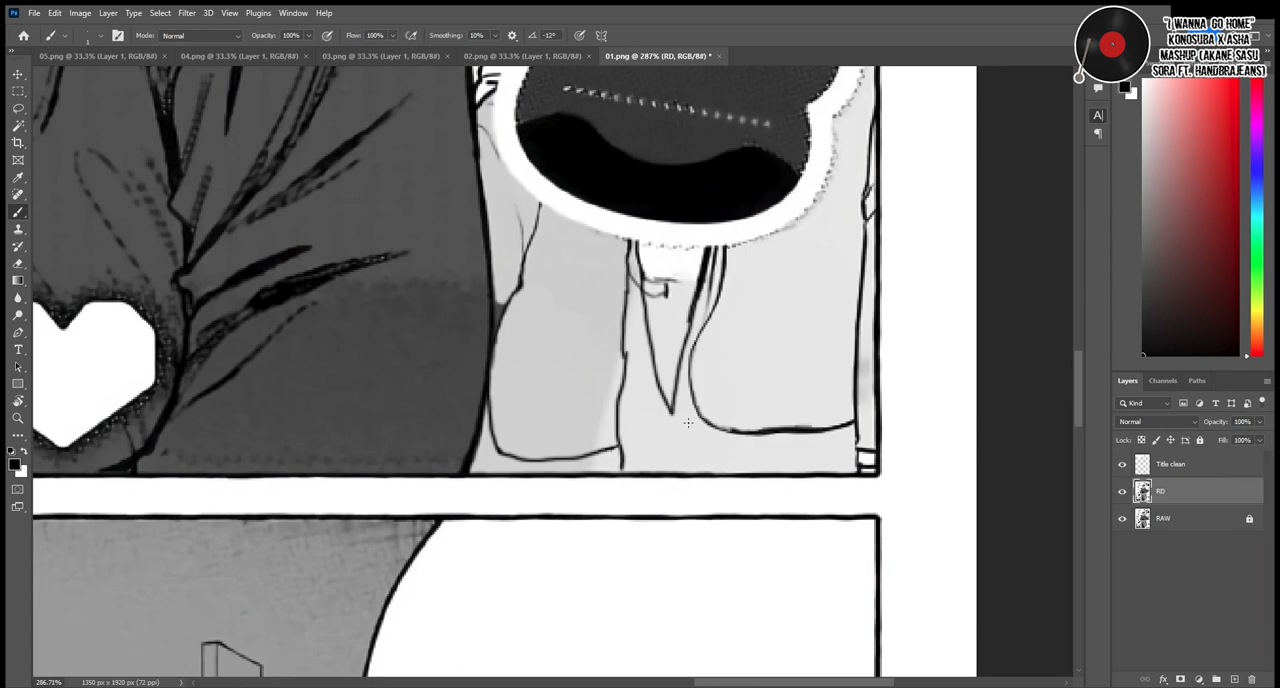 File Edit Image Layer Type Select Filter 3D View Plugins Window Help
"I WANNA GO HOME"
KONOSUBA X ASHA
MASHUP (AKANE SASU
SORA FT. HANDBRAJEANS)
Mode: Normal Opacity: 100% Flow: 100% Smoothing: 10% -12°
1
05.png @ 33.3% (Layer 1, RGB/8#) × 04.png @ 33.3% (Layer 1, RGB/8#) × 03.png @ 33.3% (Layer 1, RGB/8#) × 02.png @ 33.3% (Layer 1, RGB/8#) × 01.png @ 287% (RD, RGB/8#) * ×
Layers Channels Paths
Kind
Normal Opacity: 100%
Lock: Fill: 100%
Title clean
RD
RAW
286.71% 1350 px x 1920 px (72 ppi)